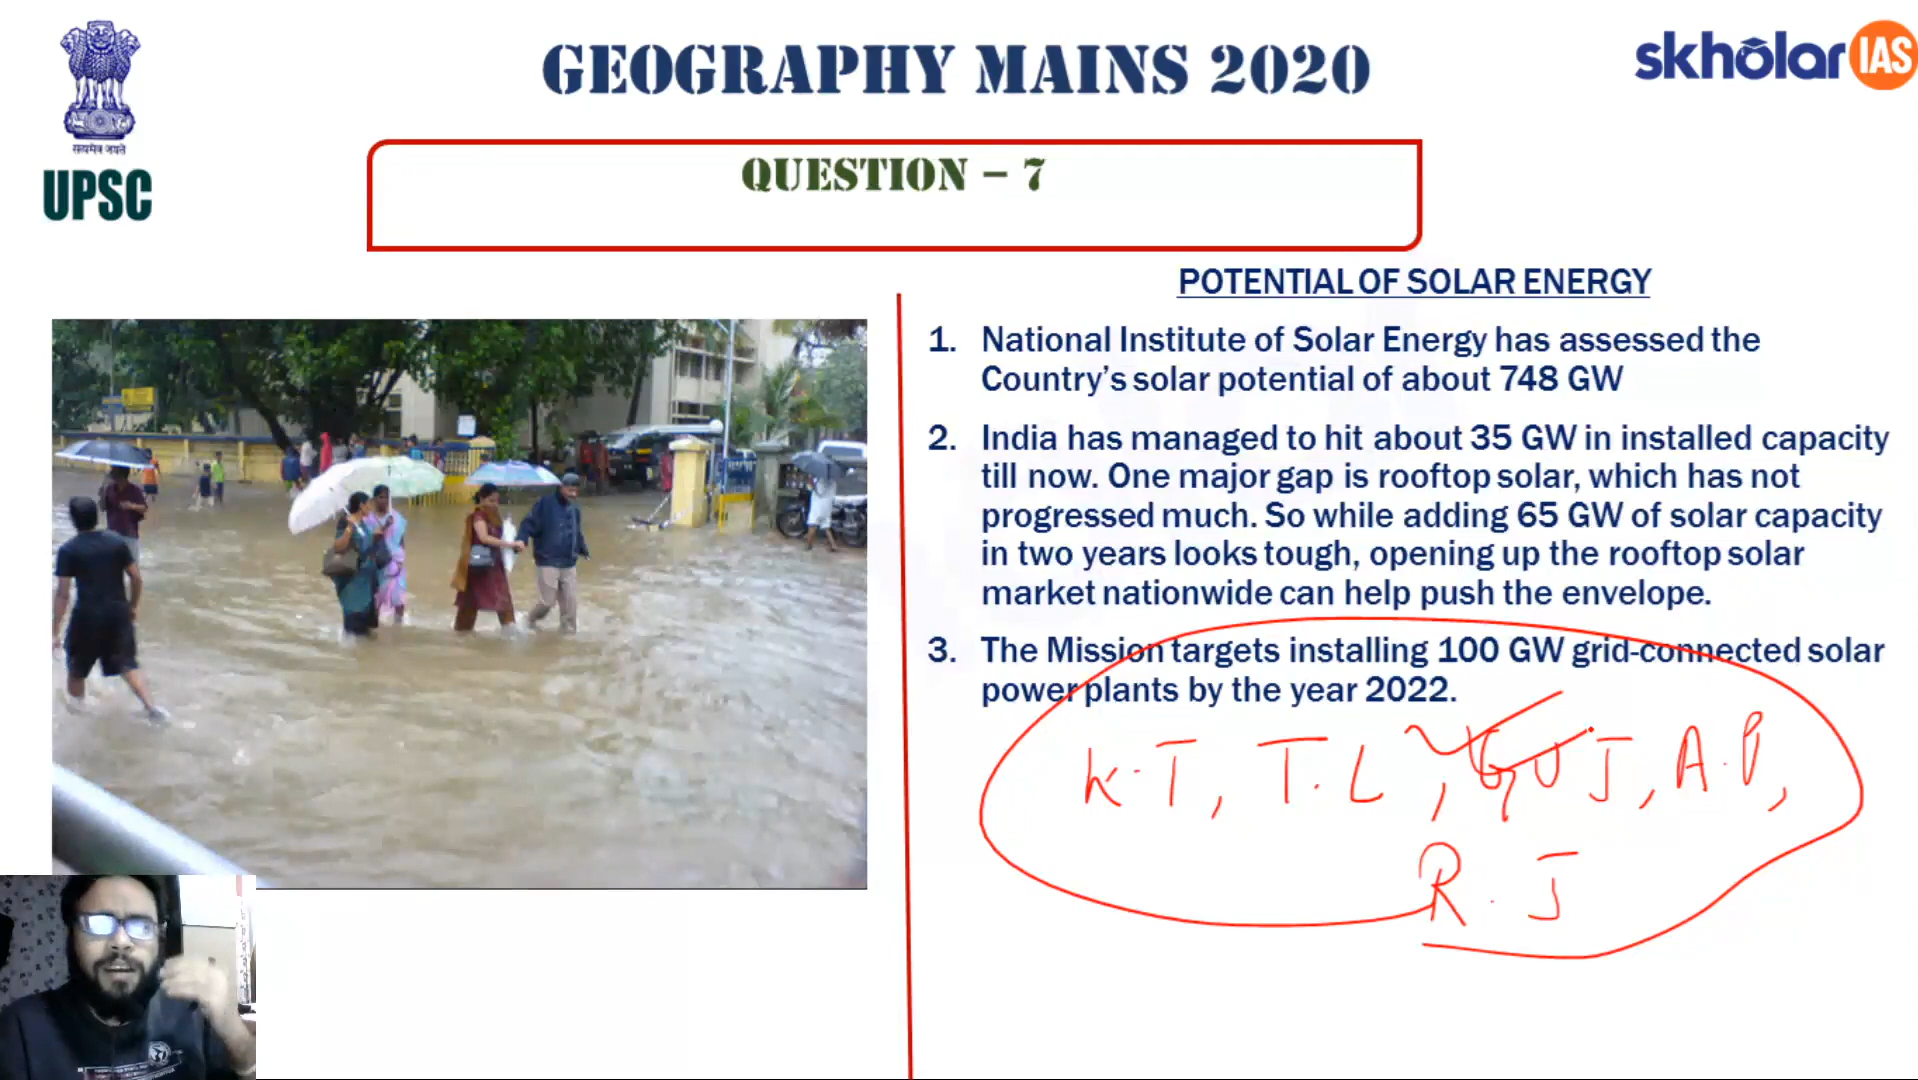 GEOGRAPHY MAINS 2020
skholar IAS
सत्यमेव जयते
UPSC
QUESTION – 7
POTENTIAL OF SOLAR ENERGY
1. National Institute of Solar Energy has assessed the
Country's solar potential of about 748 GW
2. India has managed to hit about 35 GW in installed capacity
till now. One major gap is rooftop solar, which has not
progressed much. So while adding 65 GW of solar capacity
in two years looks tough, opening up the rooftop solar
market nationwide can help push the envelope.
3. The Mission targets installing 100 GW grid-connected solar
power plants by the year 2022.
K.T, T.L, GUJ, A.P,
R.J